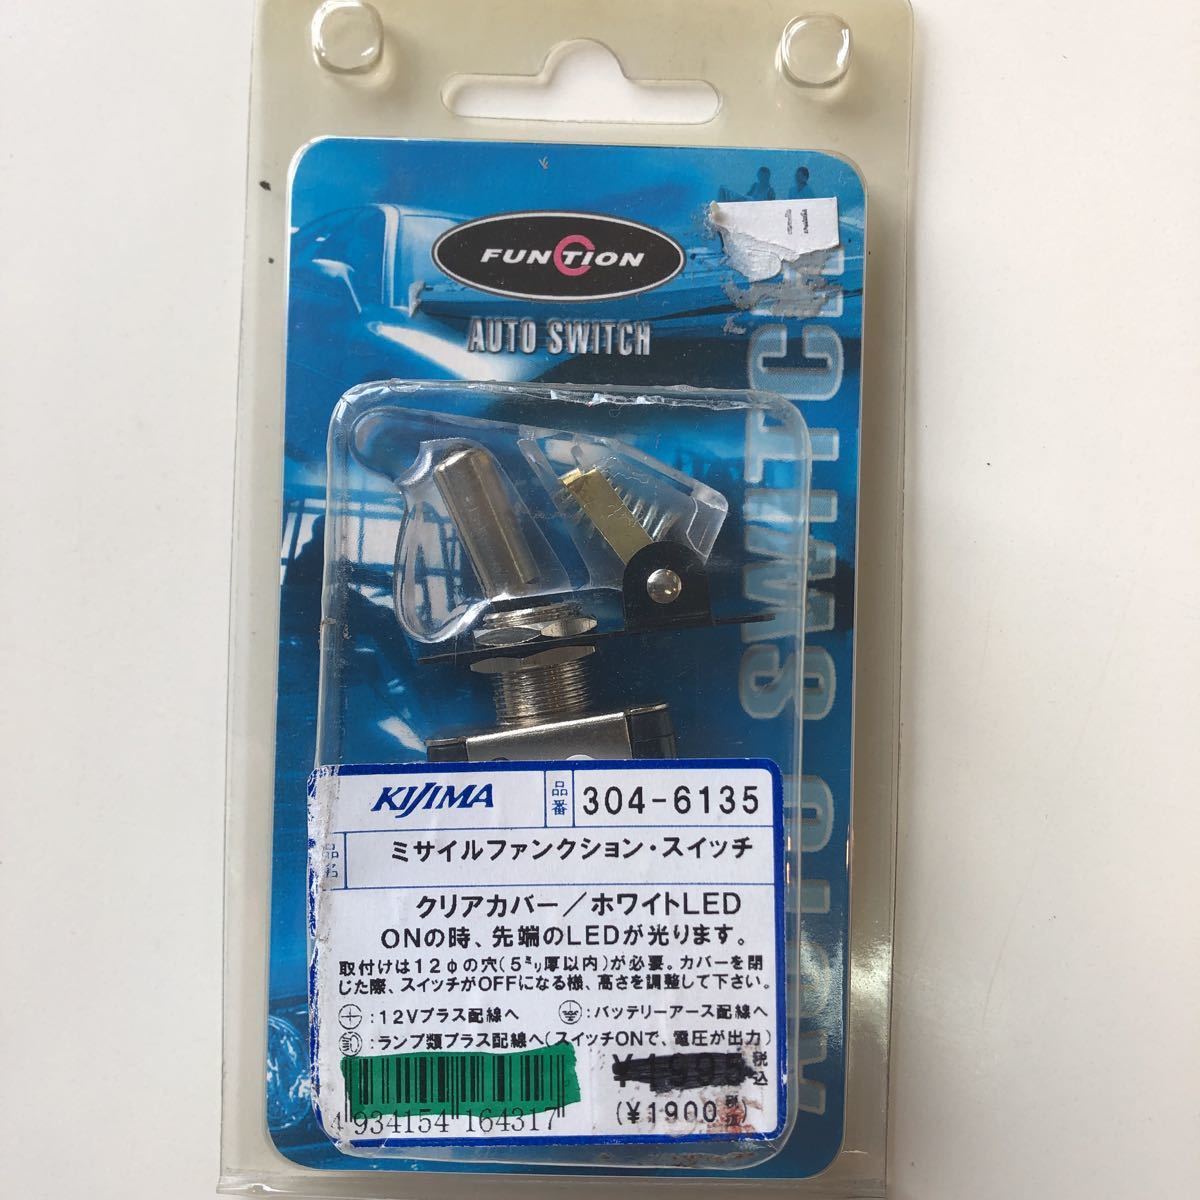 FUNCTION
AUTO SWITCH
AUTO SWITCH
KIJIMA
品番
304-6135
品名
ミサイルファンクション・スイッチ
クリアカバー／ホワイトLED
ONの時、先端のLEDが光ります。
取付けは12φの穴(5㍉厚以内)が必要。カバーを閉
じた際、スイッチがOFFになる様、高さを調整して下さい。
:12Vプラス配線へ
:バッテリーアース配線へ
:ランプ類プラス配線へ(スイッチONで、電圧が出力)
¥1995 税込
(¥1900 税抜)
4 934154 164317